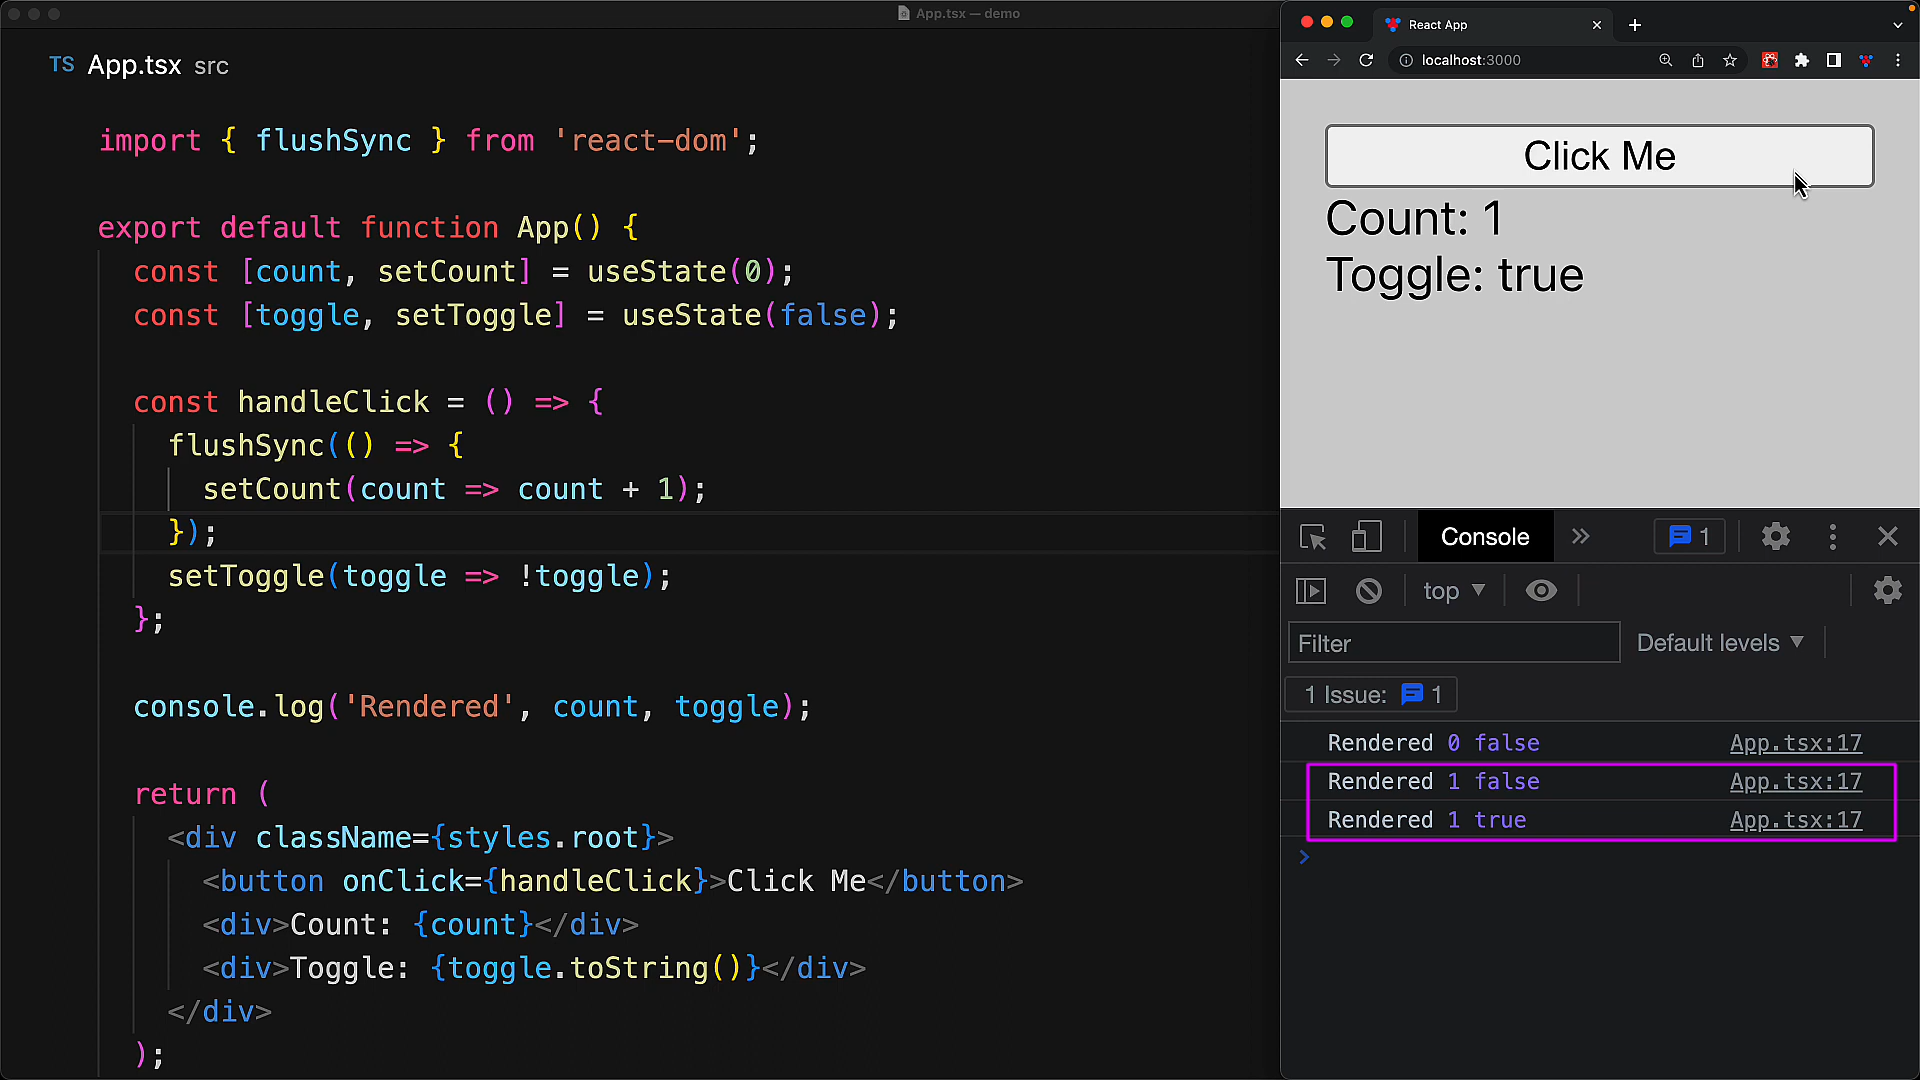 App.tsx — demo
TS App.tsx src
import { flushSync } from 'react-dom';
export default function App() {
const [count, setCount] = useState(0);
const [toggle, setToggle] = useState(false);
const handleClick = () => {
flushSync(() => {
setCount(count => count + 1);
});
setToggle(toggle => !toggle);
};
console.log('Rendered', count, toggle);
return (
<div className={styles.root}>
<button onClick={handleClick}>Click Me</button>
<div>Count: {count}</div>
<div>Toggle: {toggle.toString()}</div>
</div>
);
React App
localhost:3000
Click Me
Count: 1
Toggle: true
Console
1
top
Filter
Default levels
1 Issue: 1
Rendered 0 false App.tsx:17
Rendered 1 false App.tsx:17
Rendered 1 true App.tsx:17